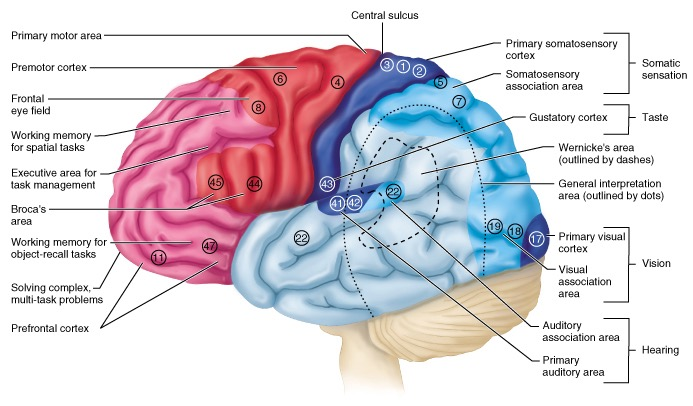 Central sulcus
Primary motor area
Premotor cortex
Frontal
eye field
Working memory
for spatial tasks
Executive area for
task management
Broca's
area
Working memory for
object-recall tasks
Solving complex,
multi-task problems
Prefrontal cortex
6
8
4
3
1
2
5
7
45
44
43
41
42
22
22
47
11
19
18
17
Primary somatosensory
cortex
Somatosensory
association area
Somatic
sensation
Gustatory cortex
Taste
Wernicke's area
(outlined by dashes)
General interpretation
area (outlined by dots)
Primary visual
cortex
Visual
association
area
Vision
Auditory
association area
Primary
auditory area
Hearing